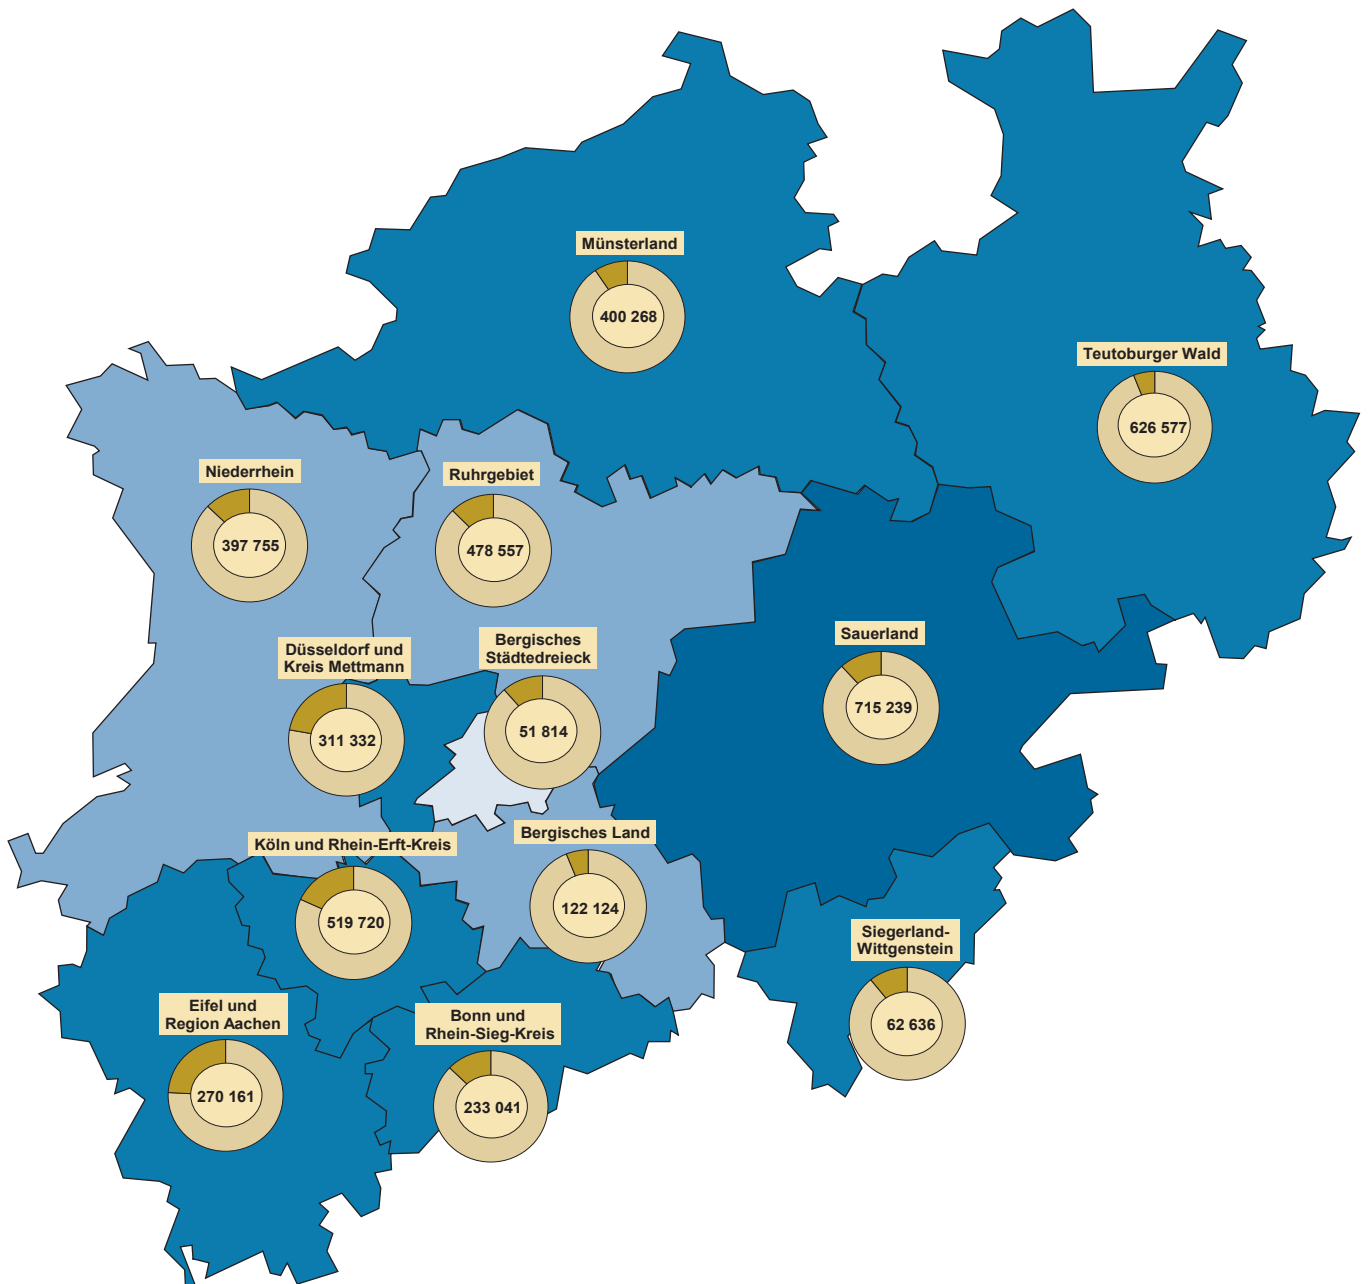 Münsterland
400 268
Teutoburger Wald
626 577
Niederrhein
397 755
Ruhrgebiet
478 557
Düsseldorf und
Kreis Mettmann
311 332
Bergisches
Städtedreieck
51 814
Sauerland
715 239
Köln und Rhein-Erft-Kreis
519 720
Bergisches Land
122 124
Siegerland-
Wittgenstein
62 636
Eifel und
Region Aachen
270 161
Bonn und
Rhein-Sieg-Kreis
233 041